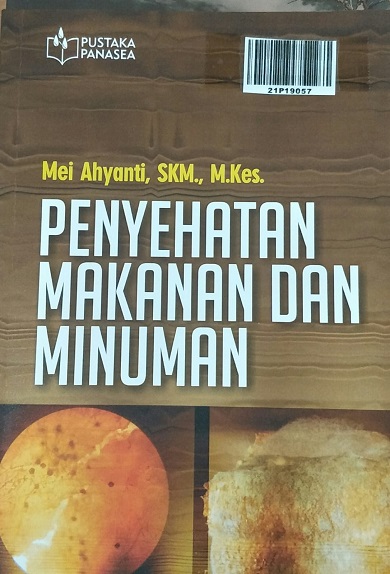 PUSTAKA
PANASEA
21P19057
Mei Ahyanti, SKM., M.Kes.
PENYEHATAN
MAKANAN DAN
MINUMAN